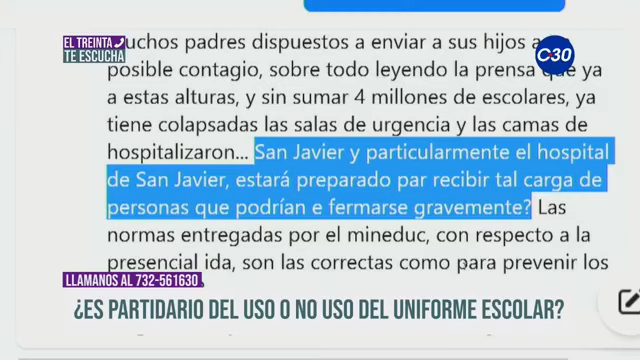 EL TREINTA
TE ESCUCHA
C30
muchos padres dispuestos a enviar a sus hijos a
posible contagio, sobre todo leyendo la prensa que ya
a estas alturas, y sin sumar 4 millones de escolares, ya
tiene colapsadas las salas de urgencia y las camas de
hospitalizaron... San Javier y particularmente el hospital
de San Javier, estará preparado par recibir tal carga de
personas que podrían e fermarse gravemente? Las
normas entregadas por el mineduc, con respecto a la
presencial ida, son las correctas como para prevenir los
LLAMANOS AL 732-561630
¿ES PARTIDARIO DEL USO O NO USO DEL UNIFORME ESCOLAR?